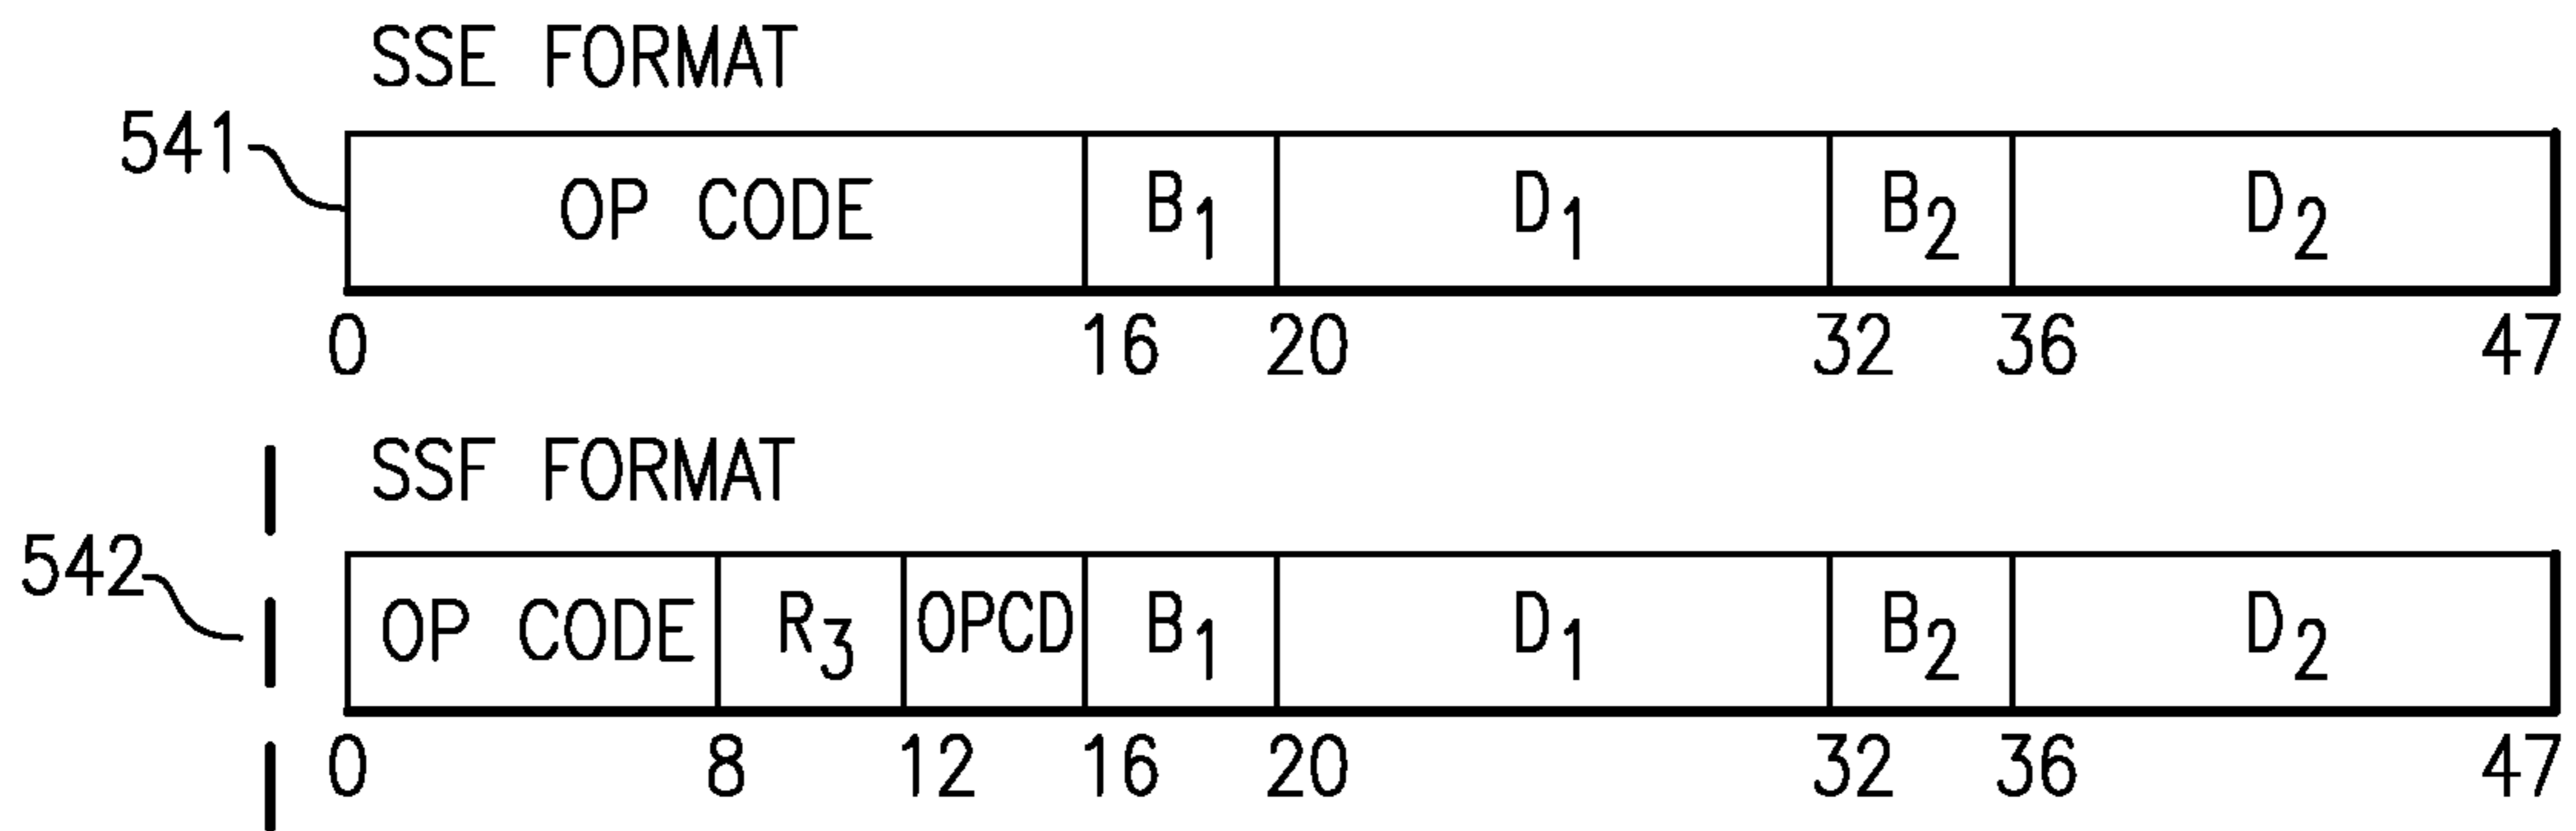 SSE FORMAT
541
OP CODE B1 D1 B2 D2
0 16 20 32 36 47
SSF FORMAT
542
OP CODE R3 OPCD B1 D1 B2 D2
0 8 12 16 20 32 36 47